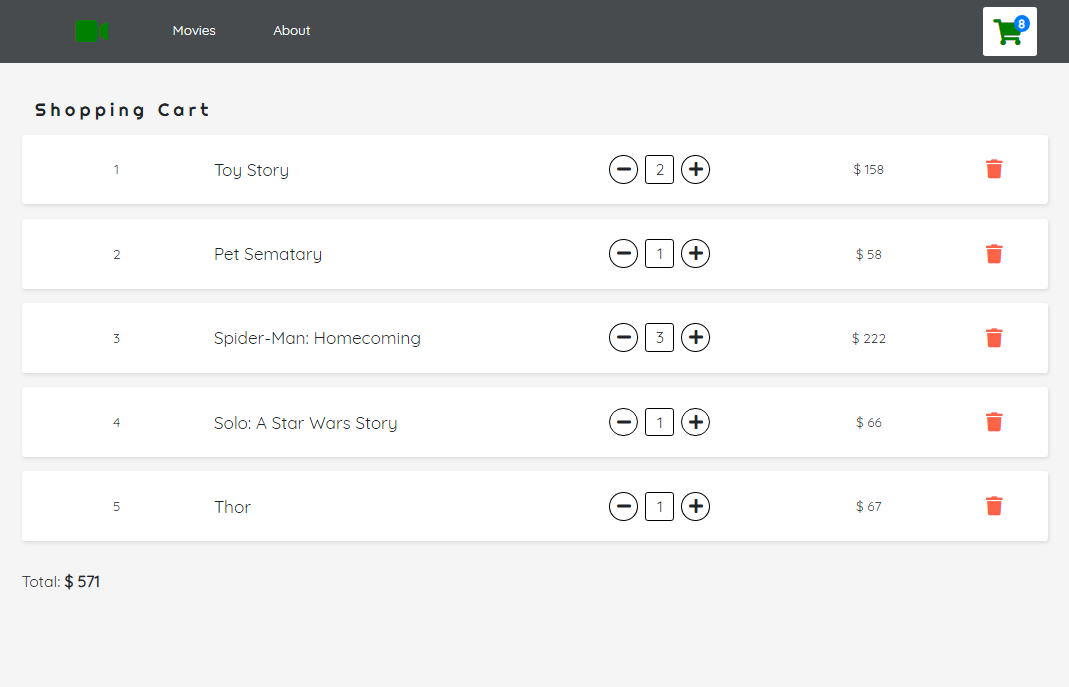 Movies About 8
Shopping Cart
1 Toy Story 2 $ 158
2 Pet Sematary 1 $ 58
3 Spider-Man: Homecoming 3 $ 222
4 Solo: A Star Wars Story 1 $ 66
5 Thor 1 $ 67
Total: $ 571